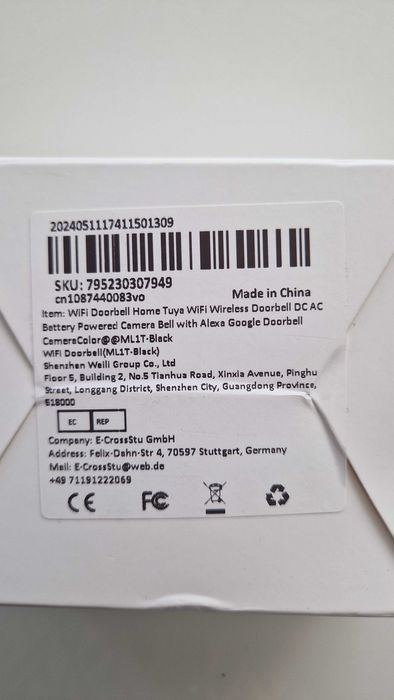 2024051117411501309
SKU: 795230307949
cn1087440083vo
Made in China
Item: WiFi Doorbell Home Tuya WiFi Wireless Doorbell DC AC
Battery Powered Camera Bell with Alexa Google Doorbell
CameraColor@@ML1T-Black
WiFi Doorbell(ML1T-Black)
Shenzhen Weili Group Co., Ltd
Floor 5, Building 2, No.5 Tianhua Road, Xinxia Avenue, Pinghu
Street, Longgang District, Shenzhen City, Guangdong Province,
518000
EC REP
Company: E-CrossStu GmbH
Address: Felix-Dahn-Str 4, 70597 Stuttgart, Germany
Mail: E-CrossStu@web.de
+49 71191222069
CE FC